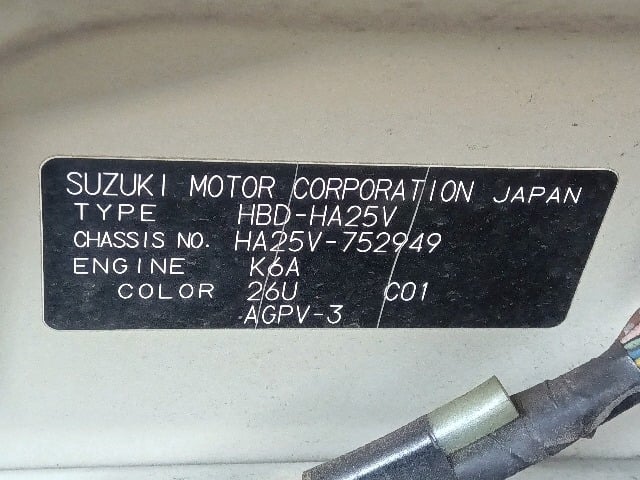 SUZUKI MOTOR CORPORATION JAPAN
TYPE HBD-HA25V
CHASSIS NO. HA25V-752949
ENGINE K6A
COLOR 26U C01
AGPV-3